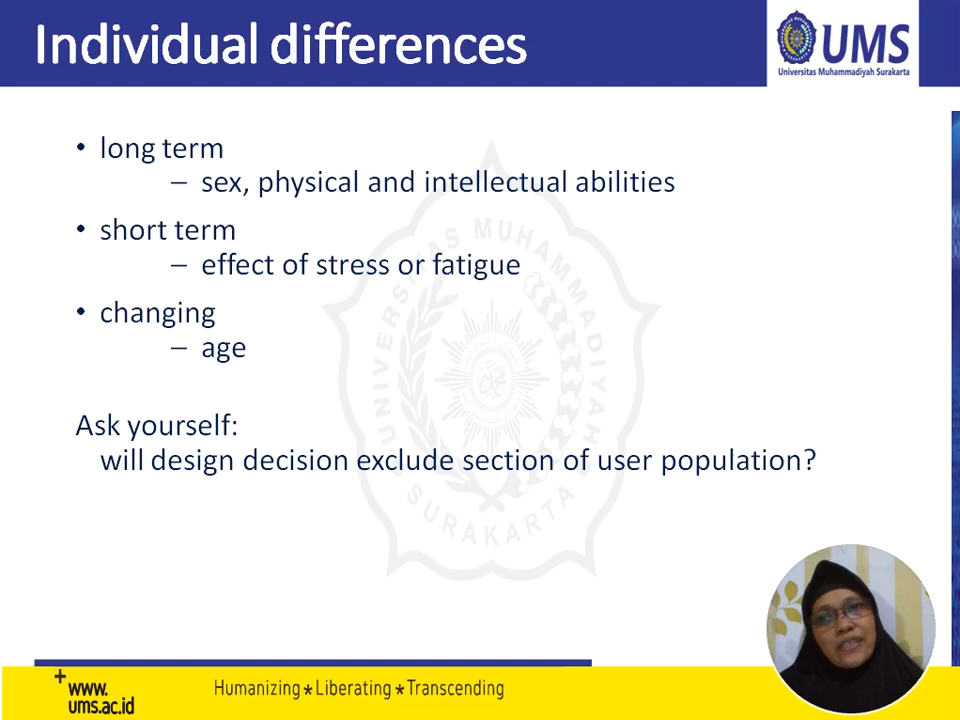 Individual differences
UMS
Universitas Muhammadiyah Surakarta
• long term
– sex, physical and intellectual abilities
• short term
– effect of stress or fatigue
• changing
– age
Ask yourself:
will design decision exclude section of user population?
UNIVERSITAS MUHAMMADIYAH
SURAKARTA
+
www.
ums.ac.id
Humanizing * Liberating * Transcending